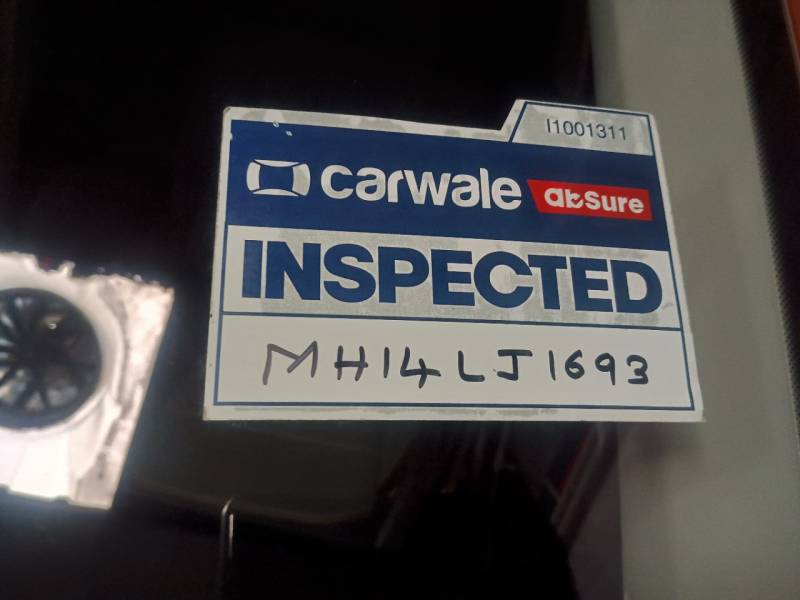 I1001311
carwale abSure
INSPECTED
MH14LJ1693